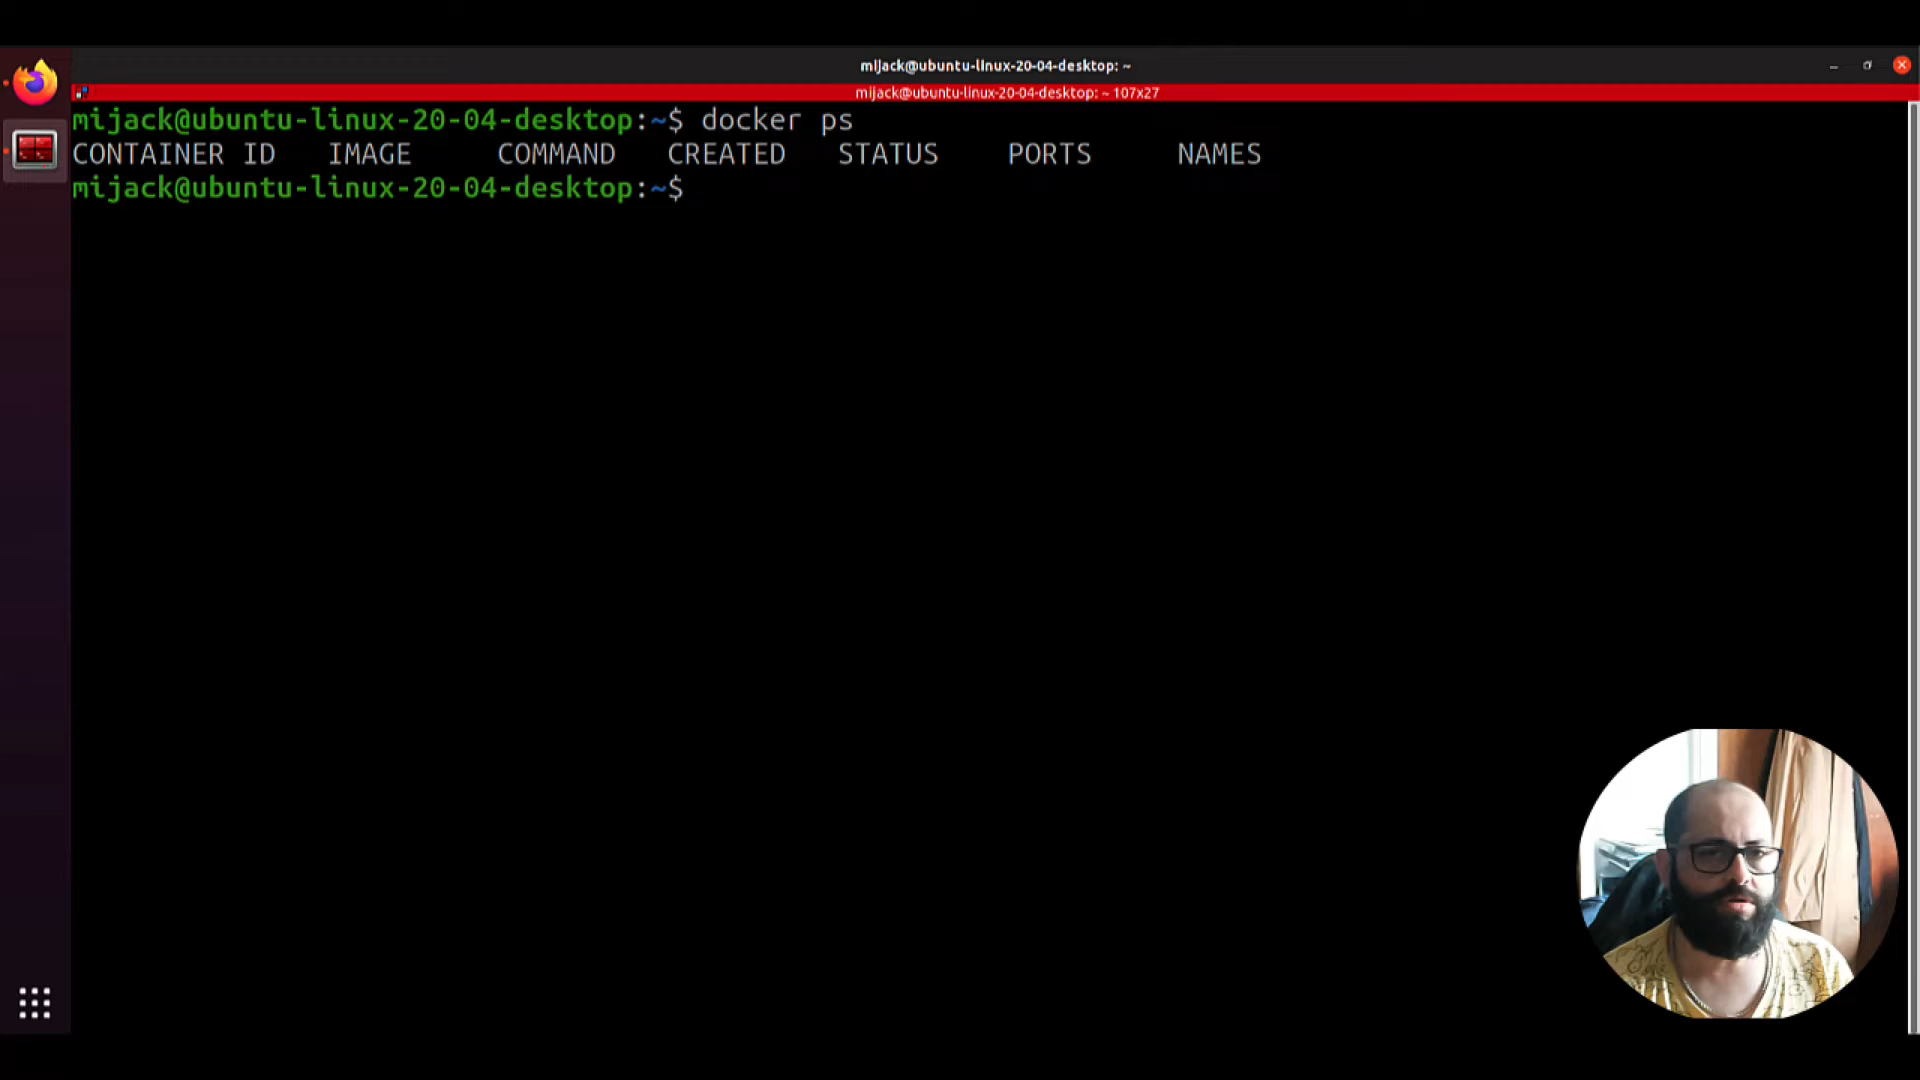 mijack@ubuntu-linux-20-04-desktop: ~
mijack@ubuntu-linux-20-04-desktop: ~ 107x27
mijack@ubuntu-linux-20-04-desktop:~$ docker ps
CONTAINER ID IMAGE COMMAND CREATED STATUS PORTS NAMES
mijack@ubuntu-linux-20-04-desktop:~$